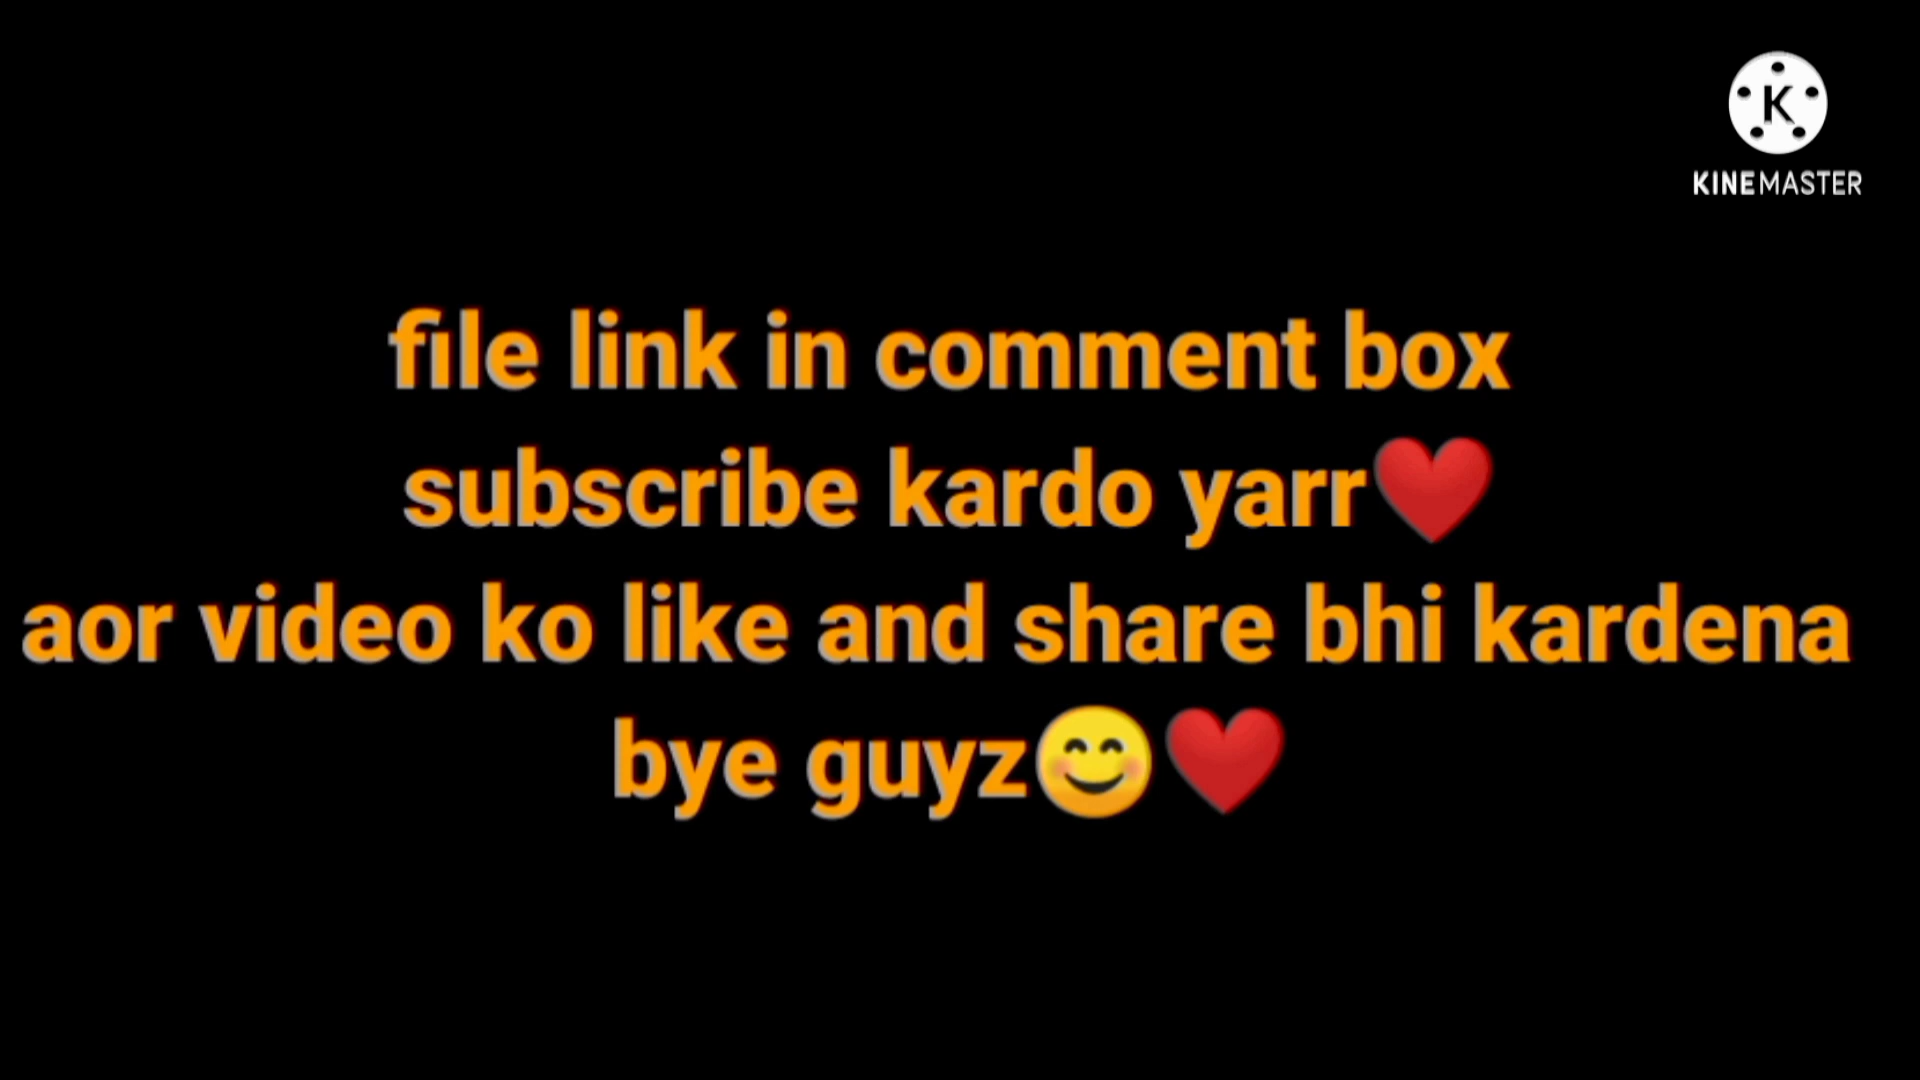 K
KINEMASTER
file link in comment box
subscribe kardo yarr❤️
aor video ko like and share bhi kardena
bye guyz😊❤️